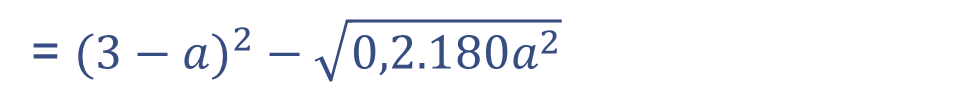 = (3 − a)² − √(0,2.180a²)